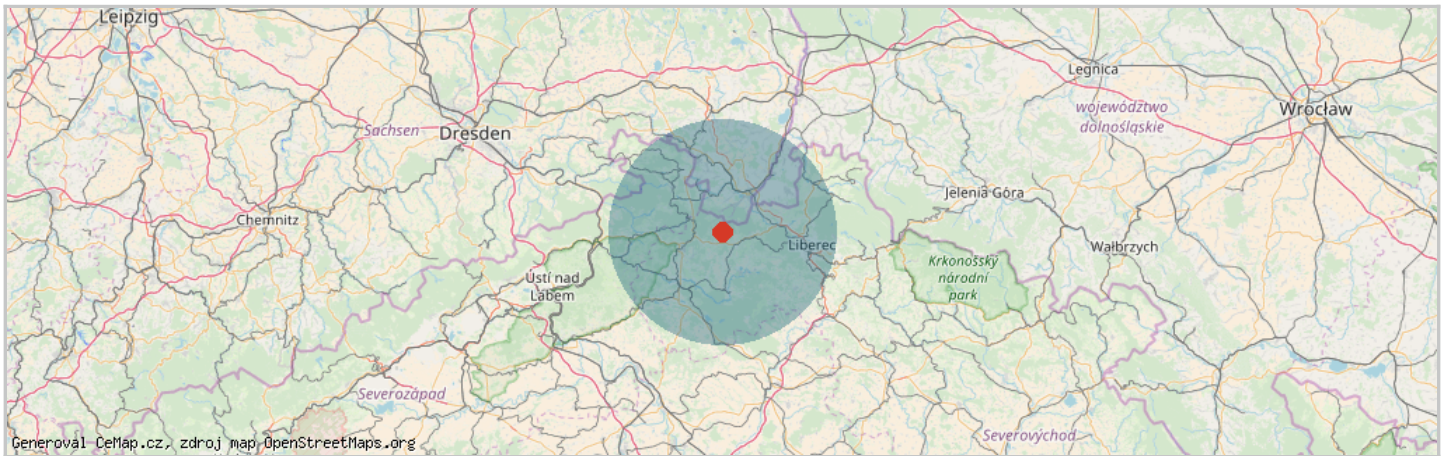 Leipzig
Legnica
Wrocław
województwo
dolnośląskie
Sachsen
Dresden
Jelenia Góra
Chemnitz
Liberec
Wałbrzych
Krkonošský
národní
park
Ústí nad
Labem
Severozápad
Severovýchod
Generoval CeMap.cz, zdroj map OpenStreetMaps.org